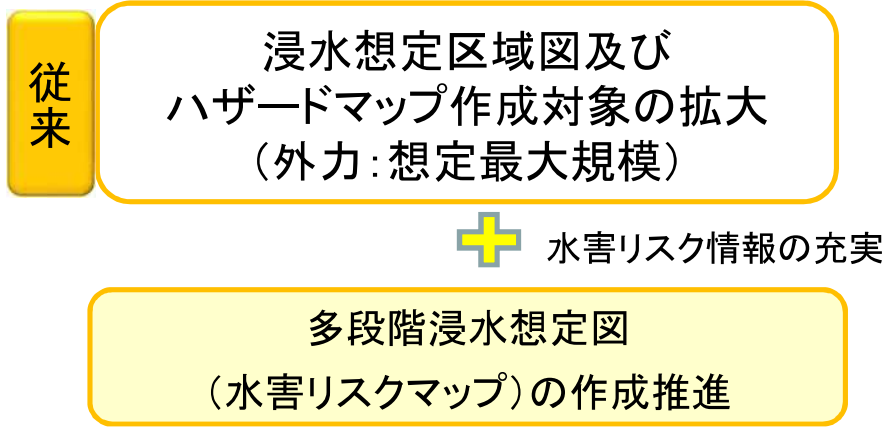 従来
浸水想定区域図及び
ハザードマップ作成対象の拡大
（外力：想定最大規模）
水害リスク情報の充実
多段階浸水想定図
（水害リスクマップ）の作成推進